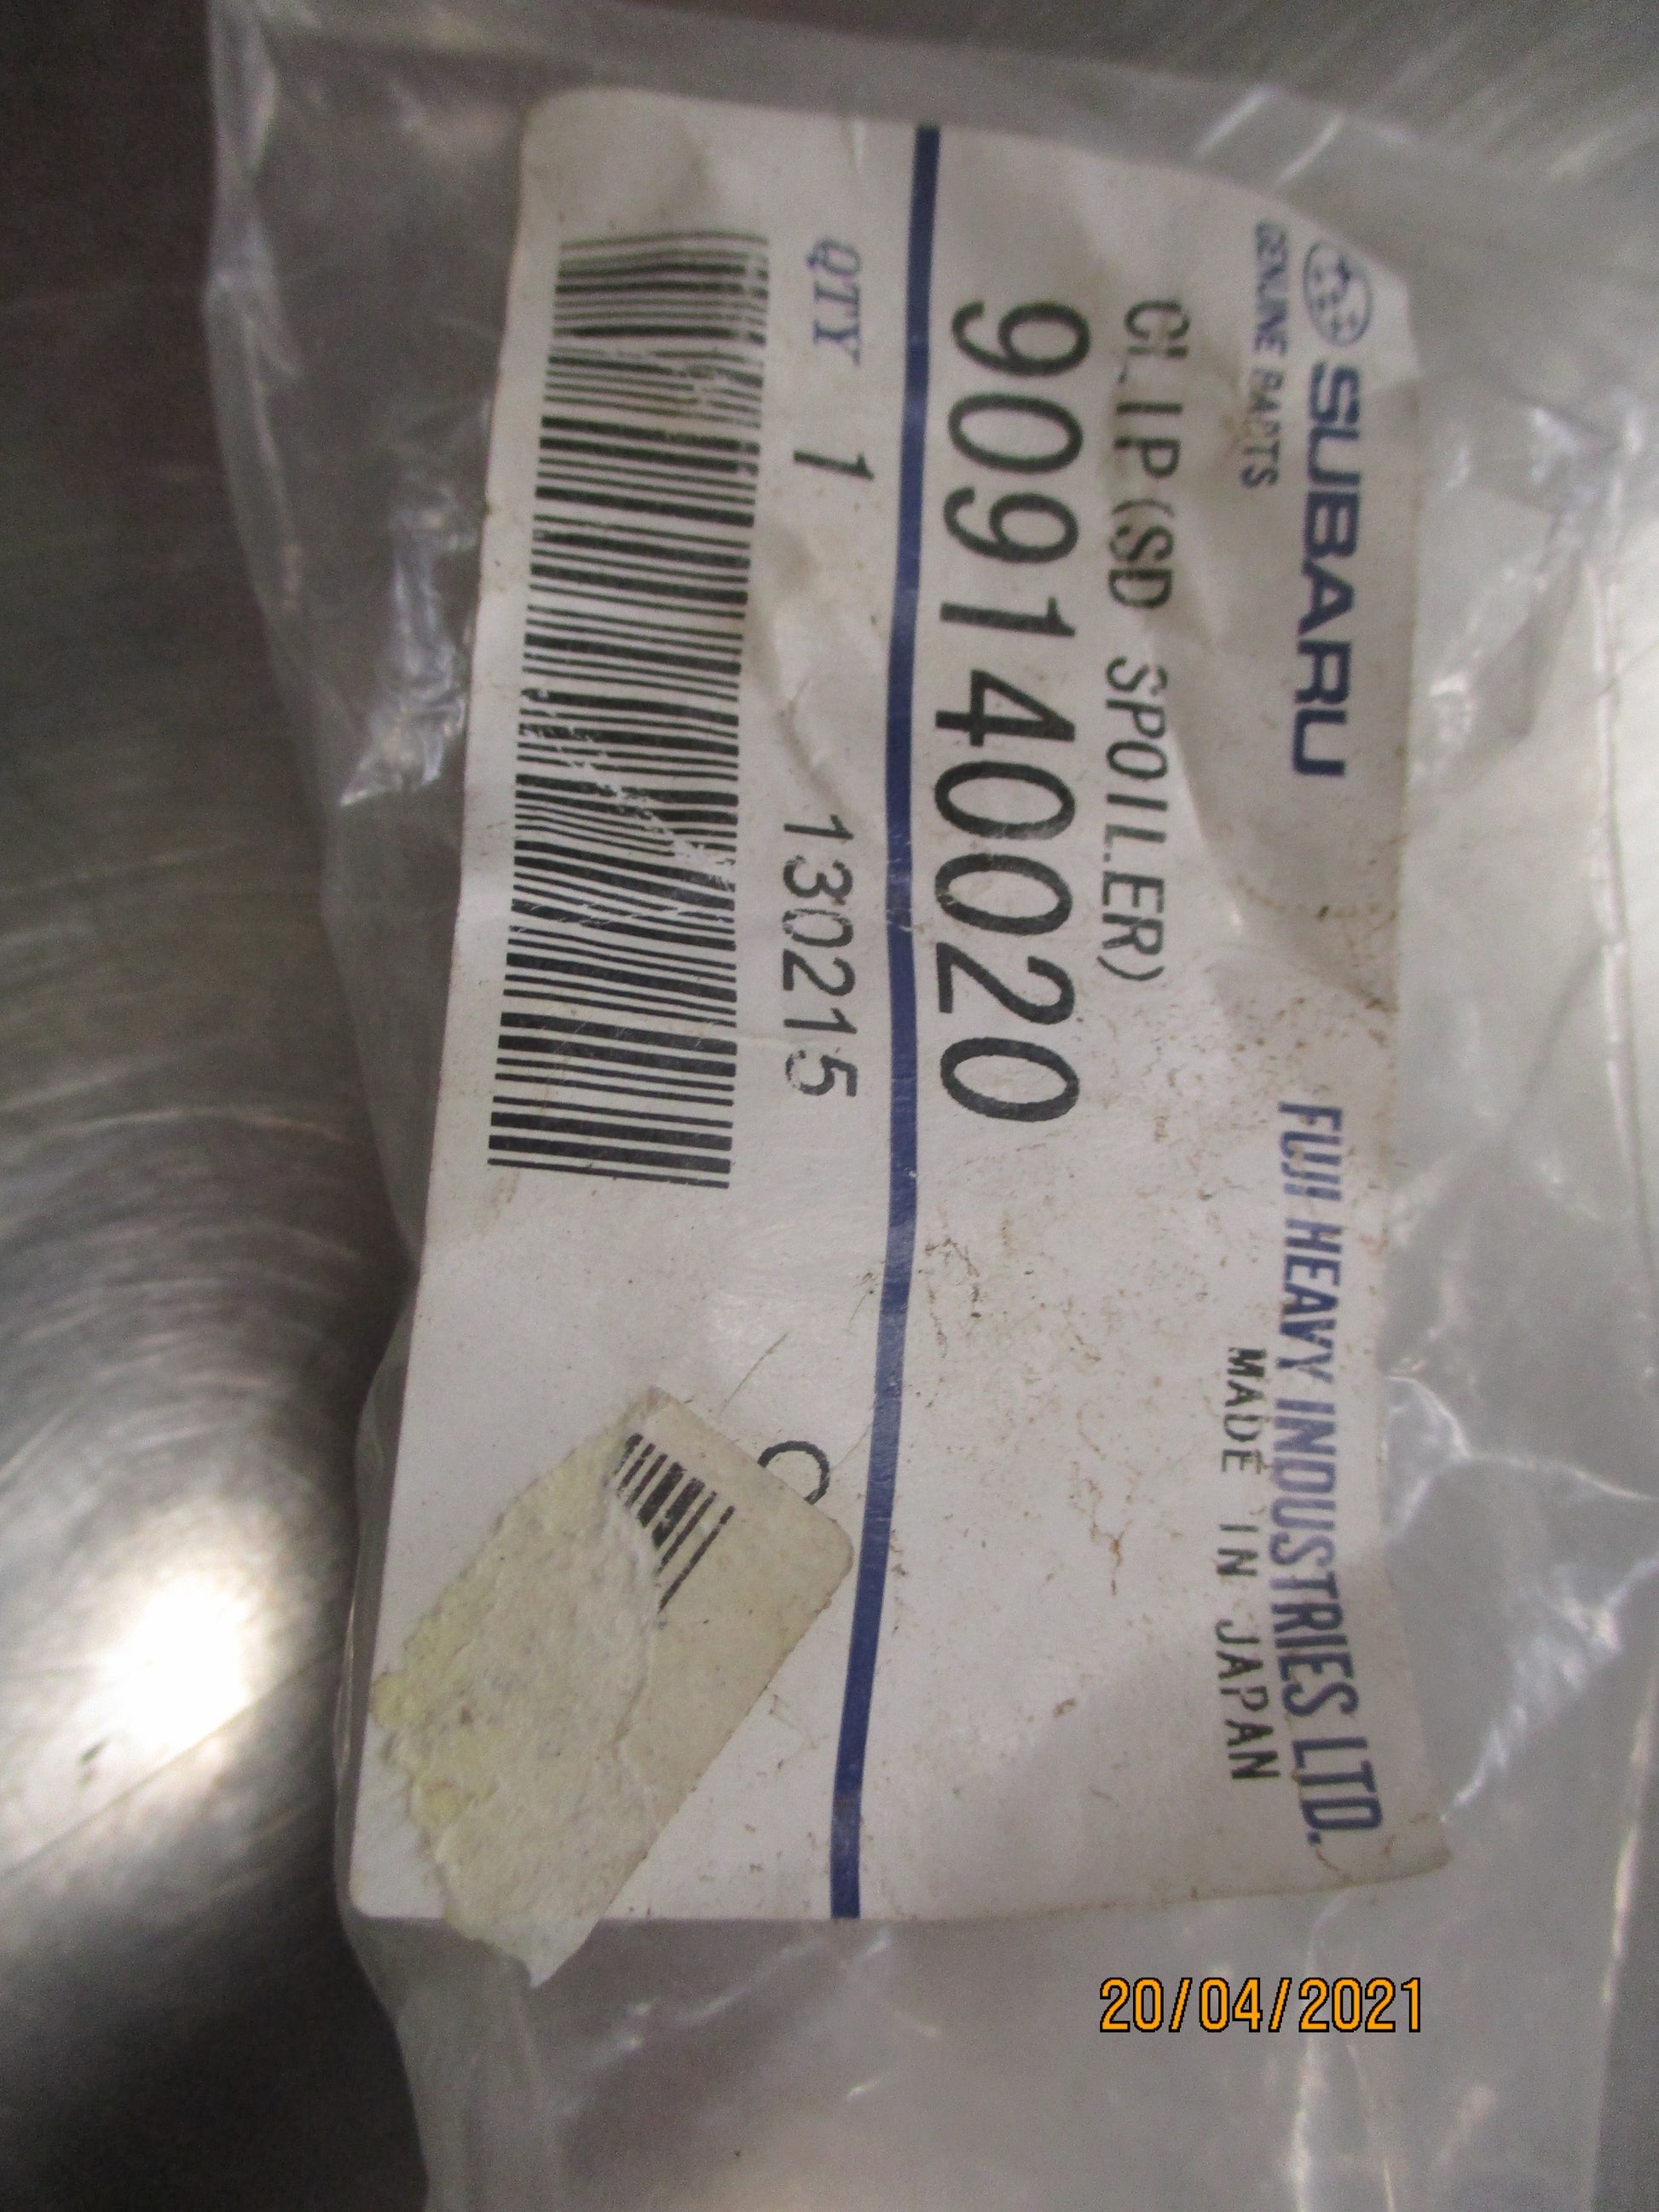 SUBARU
GENUINE PARTS
FUJI HEAVY INDUSTRIES LTD.
MADE IN JAPAN
CLIP(SD SPOILER)
909140020
QTY 1 130215 C
20/04/2021